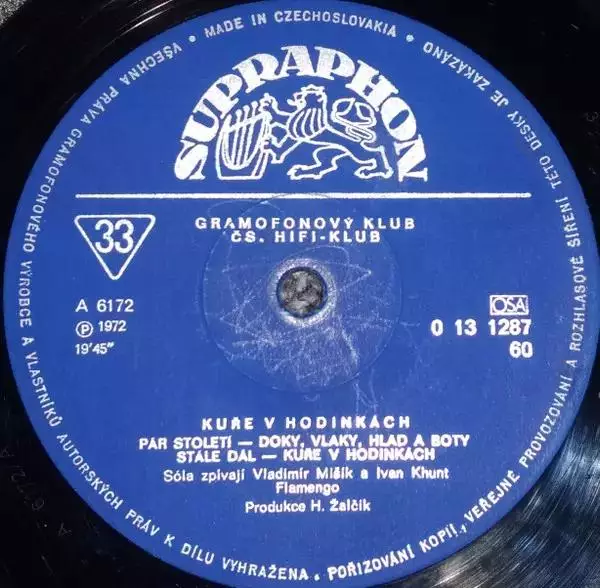 VŠECHNA PRÁVA GRAMOFONOVÉHO VÝROBCE A VLASTNÍKŮ AUTORSKÝCH PRÁV K DÍLU VYHRAŽENA. POŘIZOVÁNÍ KOPIÍ, VEŘEJNÉ PROVOZOVÁNÍ A ROZHLASOVÉ ŠÍŘENÍ TÉTO DESKY JE ZAKÁZÁNO • MADE IN CZECHOSLOVAKIA •
SUPRAPHON
GRAMOFONOVÝ KLUB
ČS. HIFI-KLUB
33
A 6172
Ⓟ 1972
19'45"
OSA
0 13 1287
60
KUŘE V HODINKÁCH
PÁR STOLETÍ — DOKY, VLAKY, HLAD A BOTY
STÁLE DÁL — KUŘE V HODINKÁCH
Sóla zpívají Vladimír Mišík a Ivan Khunt
Flamengo
Produkce H. Žalčík
A 6172/A